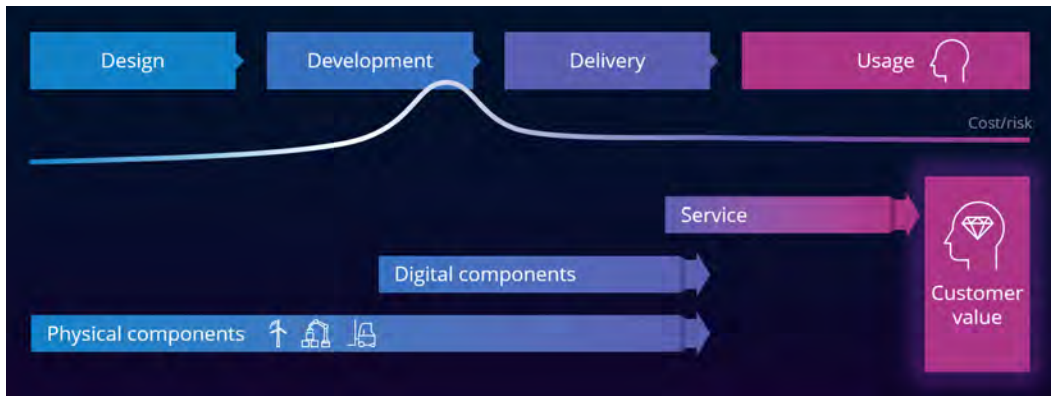 Design
Development
Delivery
Usage
Cost/risk
Service
Digital components
Customer
value
Physical components